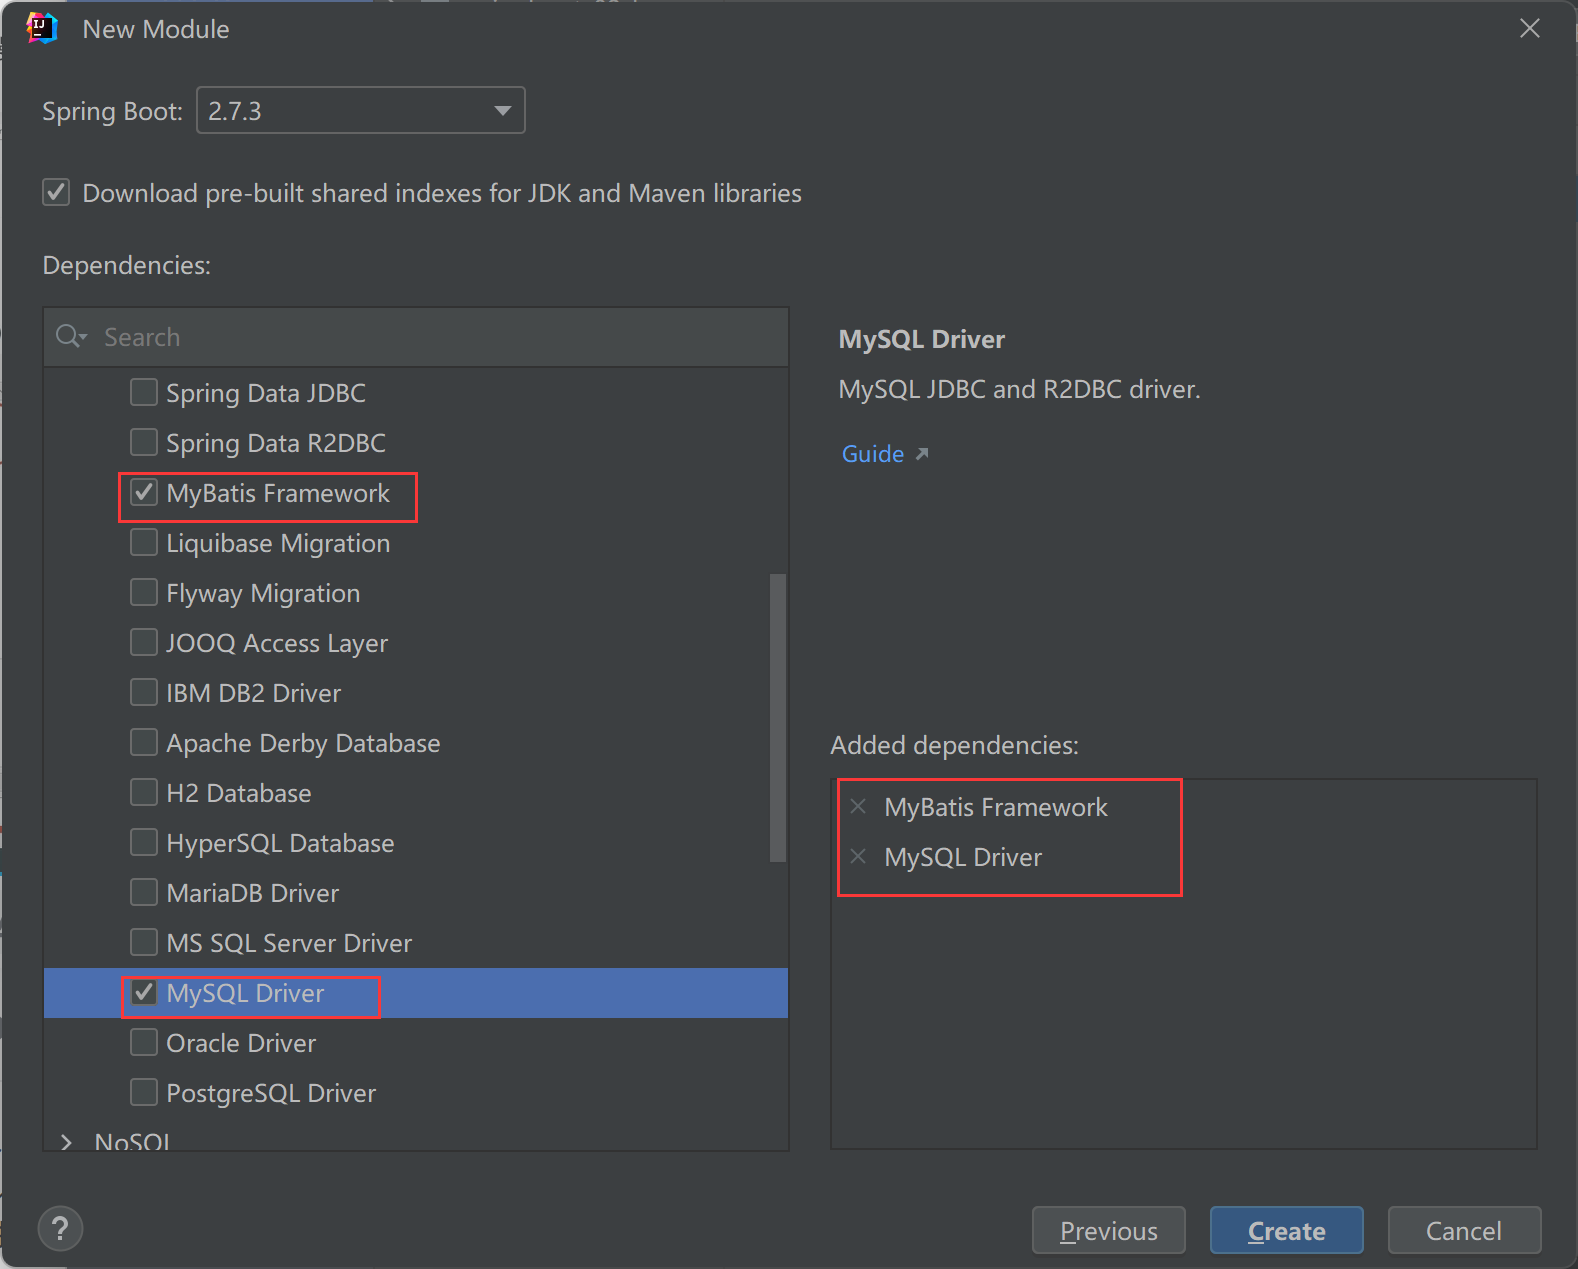 New Module
Spring Boot: 2.7.3
Download pre-built shared indexes for JDK and Maven libraries
Dependencies:
Search
Spring Data JDBC
Spring Data R2DBC
MyBatis Framework
Liquibase Migration
Flyway Migration
JOOQ Access Layer
IBM DB2 Driver
Apache Derby Database
H2 Database
HyperSQL Database
MariaDB Driver
MS SQL Server Driver
MySQL Driver
Oracle Driver
PostgreSQL Driver
NoSQL
MySQL Driver
MySQL JDBC and R2DBC driver.
Guide
Added dependencies:
MyBatis Framework
MySQL Driver
?
Previous
Create
Cancel